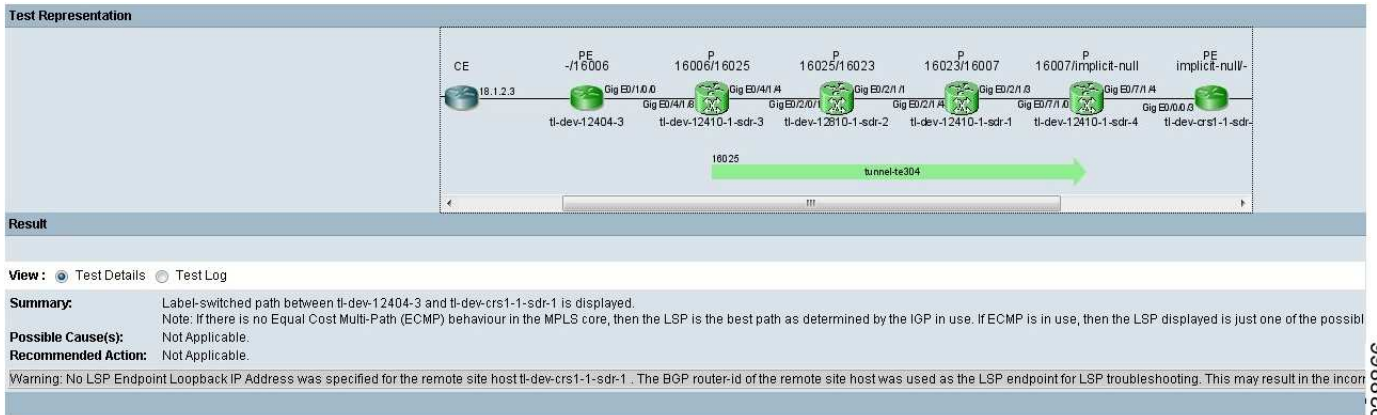 Test Representation
CE
PE
-/16006
P
16006/16025
P
16025/16023
P
16023/16007
P
16007/implicit-null
PE
implicit-null/-
18.1.2.3
Gig E0/1/0.0
Gig E0/4/1.8
Gig E0/4/1/4
Gig E0/2/0/1
Gig E0/2/1/1
Gig E0/2/1/4
Gig E0/2/1/3
Gig E0/7/1.0
Gig E0/7/1/4
Gig E0/0/0/3
tl-dev-12404-3
tl-dev-12410-1-sdr-3
tl-dev-12810-1-sdr-2
tl-dev-12410-1-sdr-1
tl-dev-12410-1-sdr-4
tl-dev-crs1-1-sdr-
16025
tunnel-te304
Result
View : Test Details Test Log
Summary: Label-switched path between tl-dev-12404-3 and tl-dev-crs1-1-sdr-1 is displayed.
Note: If there is no Equal Cost Multi-Path (ECMP) behaviour in the MPLS core, then the LSP is the best path as determined by the IGP in use. If ECMP is in use, then the LSP displayed is just one of the possibl
Possible Cause(s): Not Applicable.
Recommended Action: Not Applicable.
Warning: No LSP Endpoint Loopback IP Address was specified for the remote site host tl-dev-crs1-1-sdr-1 . The BGP router-id of the remote site host was used as the LSP endpoint for LSP troubleshooting. This may result in the incorr